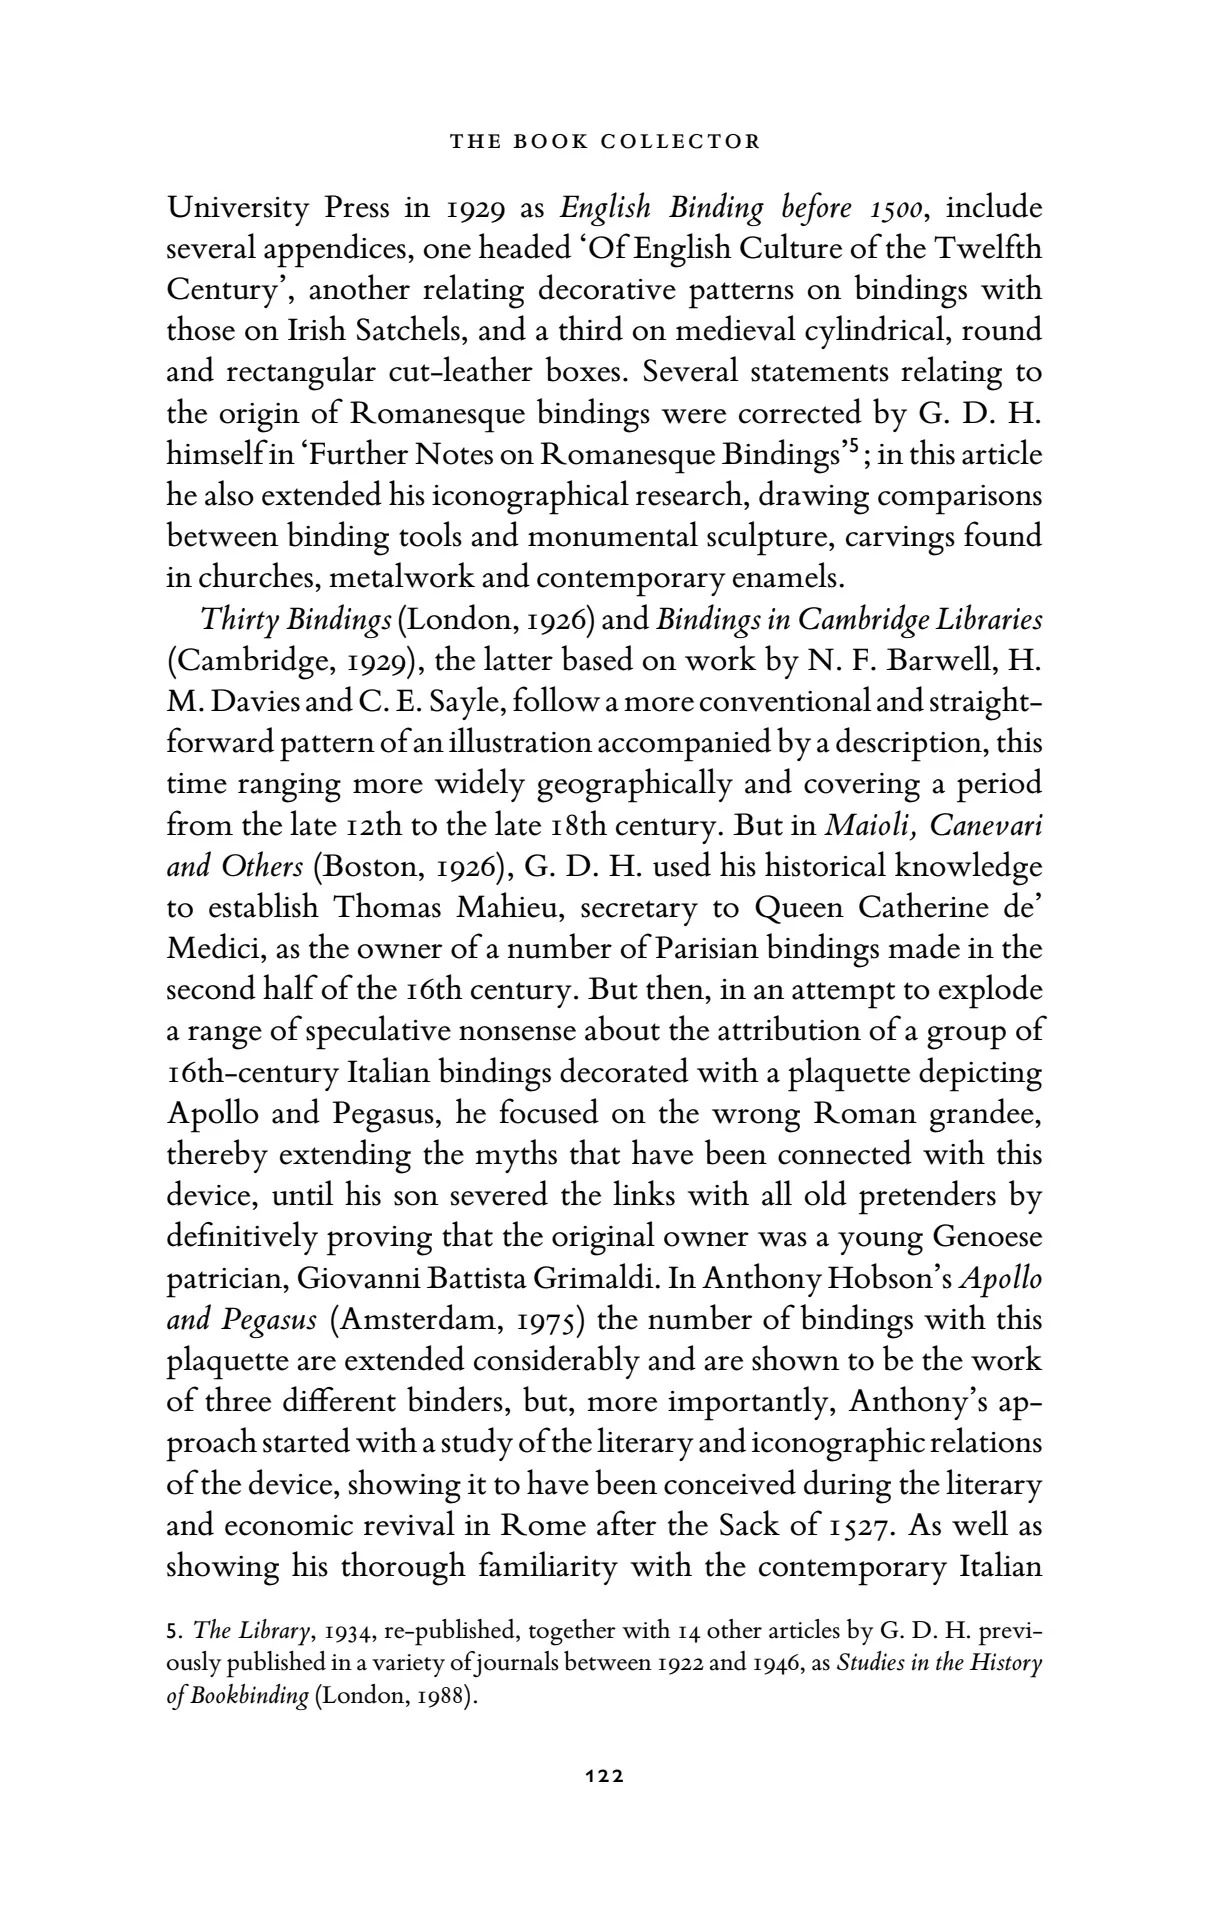 THE BOOK COLLECTOR
University Press in 1929 as English Binding before 1500, include
several appendices, one headed ‘Of English Culture of the Twelfth
Century’, another relating decorative patterns on bindings with
those on Irish Satchels, and a third on medieval cylindrical, round
and rectangular cut-leather boxes. Several statements relating to
the origin of Romanesque bindings were corrected by G. D. H.
himself in ‘Further Notes on Romanesque Bindings’⁵; in this article
he also extended his iconographical research, drawing comparisons
between binding tools and monumental sculpture, carvings found
in churches, metalwork and contemporary enamels.
Thirty Bindings (London, 1926) and Bindings in Cambridge Libraries
(Cambridge, 1929), the latter based on work by N. F. Barwell, H.
M. Davies and C. E. Sayle, follow a more conventional and straight-
forward pattern of an illustration accompanied by a description, this
time ranging more widely geographically and covering a period
from the late 12th to the late 18th century. But in Maioli, Canevari
and Others (Boston, 1926), G. D. H. used his historical knowledge
to establish Thomas Mahieu, secretary to Queen Catherine de’
Medici, as the owner of a number of Parisian bindings made in the
second half of the 16th century. But then, in an attempt to explode
a range of speculative nonsense about the attribution of a group of
16th-century Italian bindings decorated with a plaquette depicting
Apollo and Pegasus, he focused on the wrong Roman grandee,
thereby extending the myths that have been connected with this
device, until his son severed the links with all old pretenders by
definitively proving that the original owner was a young Genoese
patrician, Giovanni Battista Grimaldi. In Anthony Hobson’s Apollo
and Pegasus (Amsterdam, 1975) the number of bindings with this
plaquette are extended considerably and are shown to be the work
of three different binders, but, more importantly, Anthony’s ap-
proach started with a study of the literary and iconographic relations
of the device, showing it to have been conceived during the literary
and economic revival in Rome after the Sack of 1527. As well as
showing his thorough familiarity with the contemporary Italian
5. The Library, 1934, re-published, together with 14 other articles by G. D. H. previ-
ously published in a variety of journals between 1922 and 1946, as Studies in the History
of Bookbinding (London, 1988).
122